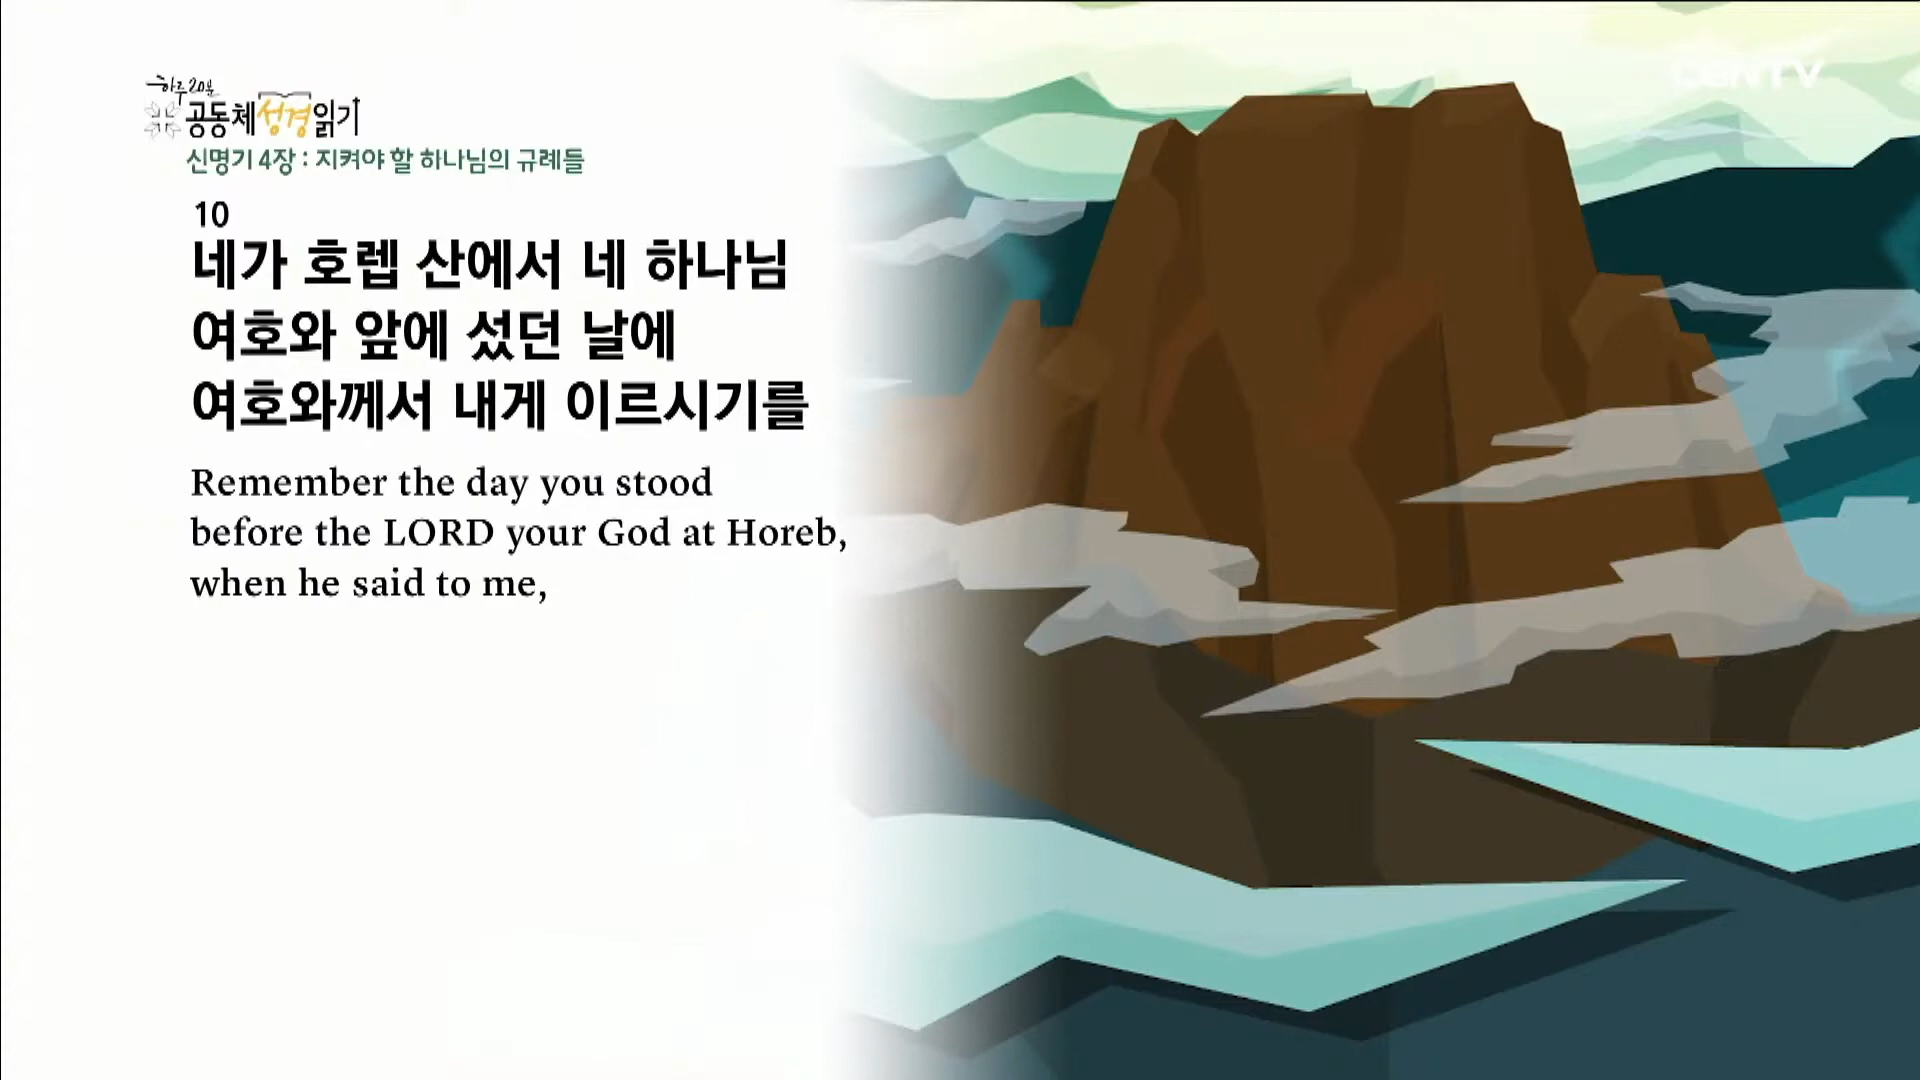 하루 20분
공동체성경읽기
신명기 4장 : 지켜야 할 하나님의 규례들
10
네가 호렙 산에서 네 하나님
여호와 앞에 섰던 날에
여호와께서 내게 이르시기를
Remember the day you stood
before the LORD your God at Horeb,
when he said to me,
CGNTV